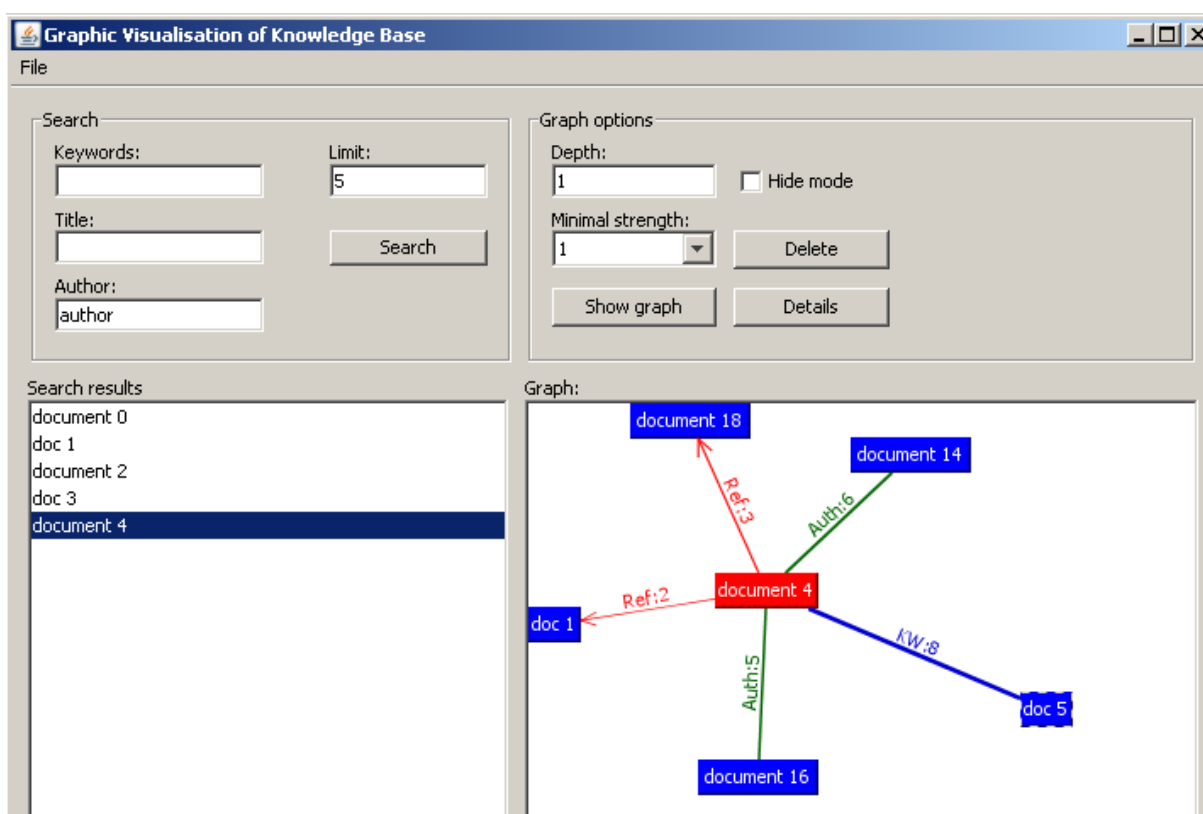 Graphic Visualisation of Knowledge Base
File
Search
Keywords:
Limit:
5
Title:
Search
Author:
author
Graph options
Depth:
1
Hide mode
Minimal strength:
1
Delete
Show graph
Details
Search results
document 0
doc 1
document 2
doc 3
document 4
Graph:
document 18
document 14
Ref:3
Auth:6
document 4
Ref:2
doc 1
KW:8
Auth:5
doc 5
document 16